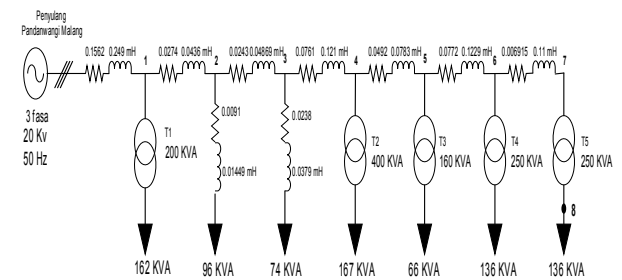 Penyulang
Pandanwangi Malang
0.1562 0.249 mH 1 0.0274 0.0436 mH 2 0.0243 0.04869 mH 3 0.0761 0.121 mH 4 0.0492 0.0783 mH 5 0.0772 0.1229 mH 6 0.006915 0.11 mH 7
3 fasa
20 Kv
50 Hz
T1
200 KVA
0.0091
0.01449 mH
0.0238
0.0379 mH
T2
400 KVA
T3
160 KVA
T4
250 KVA
T5
250 KVA
8
162 KVA 96 KVA 74 KVA 167 KVA 66 KVA 136 KVA 136 KVA